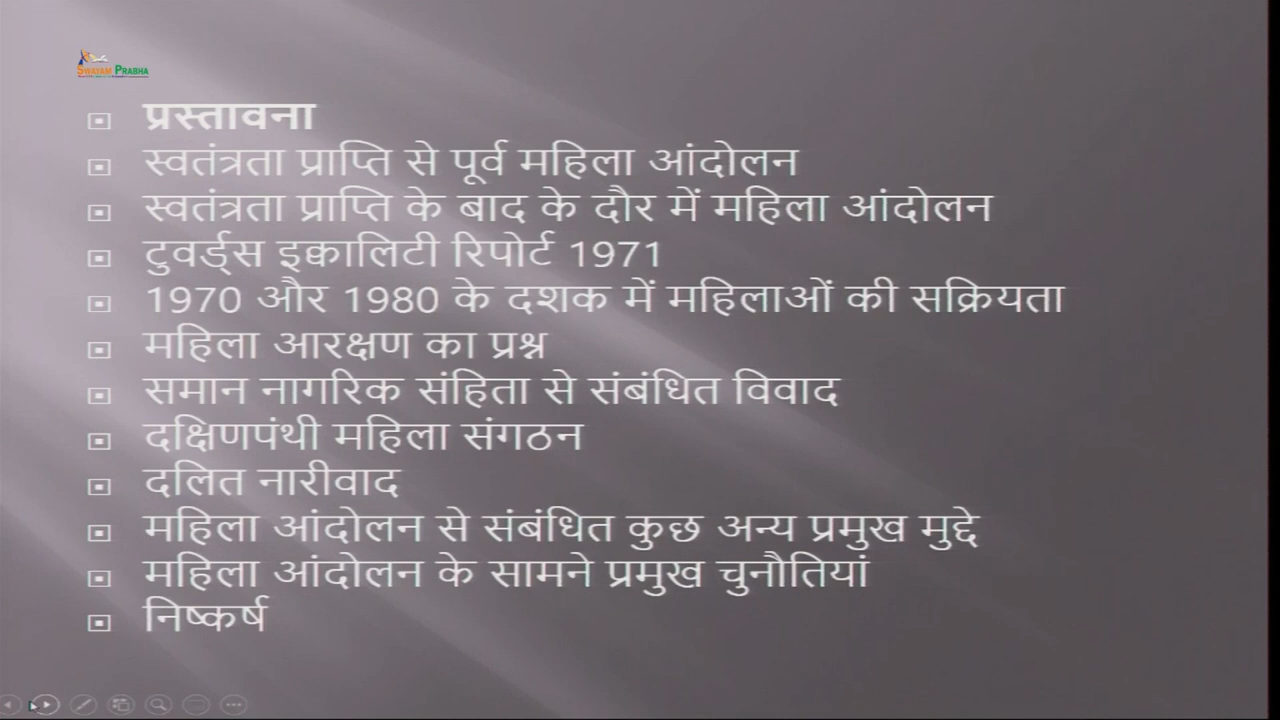 SWAYAM PRABHA
प्रस्तावना
स्वतंत्रता प्राप्ति से पूर्व महिला आंदोलन
स्वतंत्रता प्राप्ति के बाद के दौर में महिला आंदोलन
टुवर्ड्स इक्वालिटी रिपोर्ट 1971
1970 और 1980 के दशक में महिलाओं की सक्रियता
महिला आरक्षण का प्रश्न
समान नागरिक संहिता से संबंधित विवाद
दक्षिणपंथी महिला संगठन
दलित नारीवाद
महिला आंदोलन से संबंधित कुछ अन्य प्रमुख मुद्दे
महिला आंदोलन के सामने प्रमुख चुनौतियां
निष्कर्ष